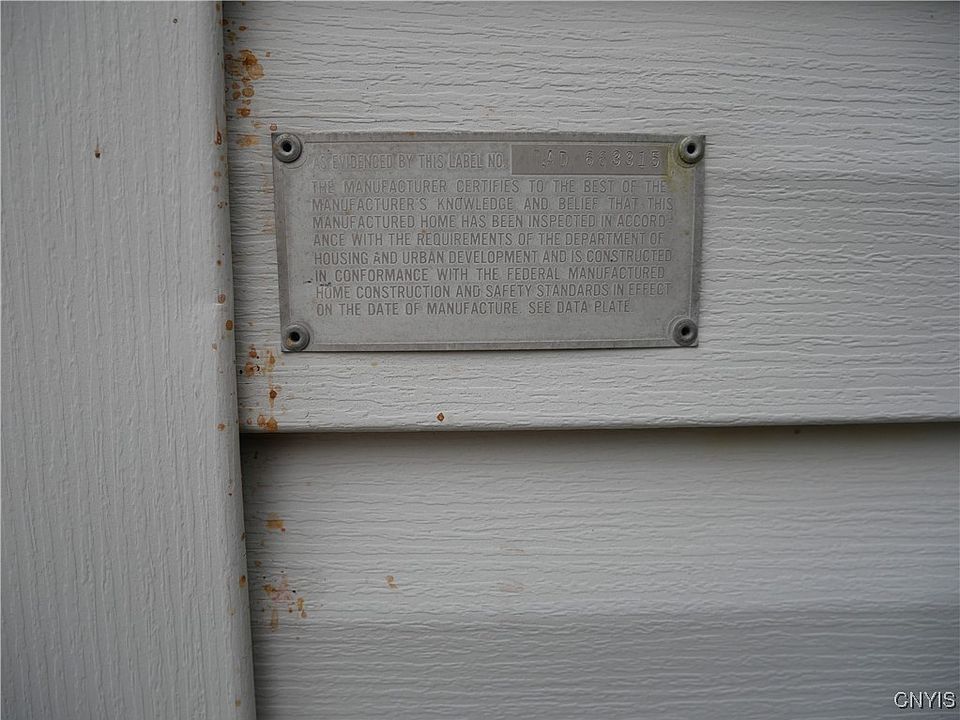 AS EVIDENCED BY THIS LABEL NO.
THE MANUFACTURER CERTIFIES TO THE BEST OF THE
MANUFACTURER'S KNOWLEDGE AND BELIEF THAT THIS
MANUFACTURED HOME HAS BEEN INSPECTED IN ACCORD-
ANCE WITH THE REQUIREMENTS OF THE DEPARTMENT OF
HOUSING AND URBAN DEVELOPMENT AND IS CONSTRUCTED
IN CONFORMANCE WITH THE FEDERAL MANUFACTURED
HOME CONSTRUCTION AND SAFETY STANDARDS IN EFFECT
ON THE DATE OF MANUFACTURE. SEE DATA PLATE.
CNYIS